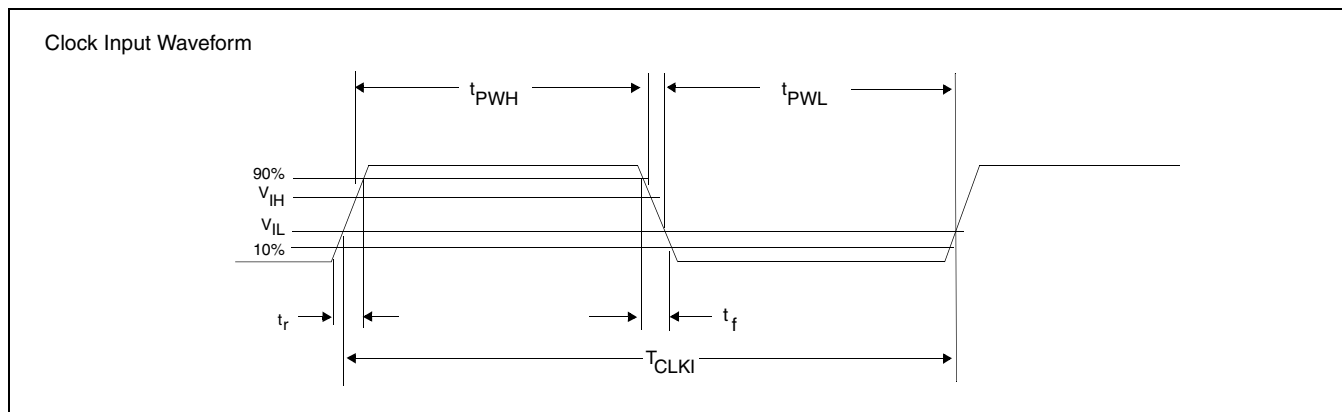 Clock Input Waveform
tPWH
tPWL
90%
VIH
VIL
10%
tr
tf
TCLKI